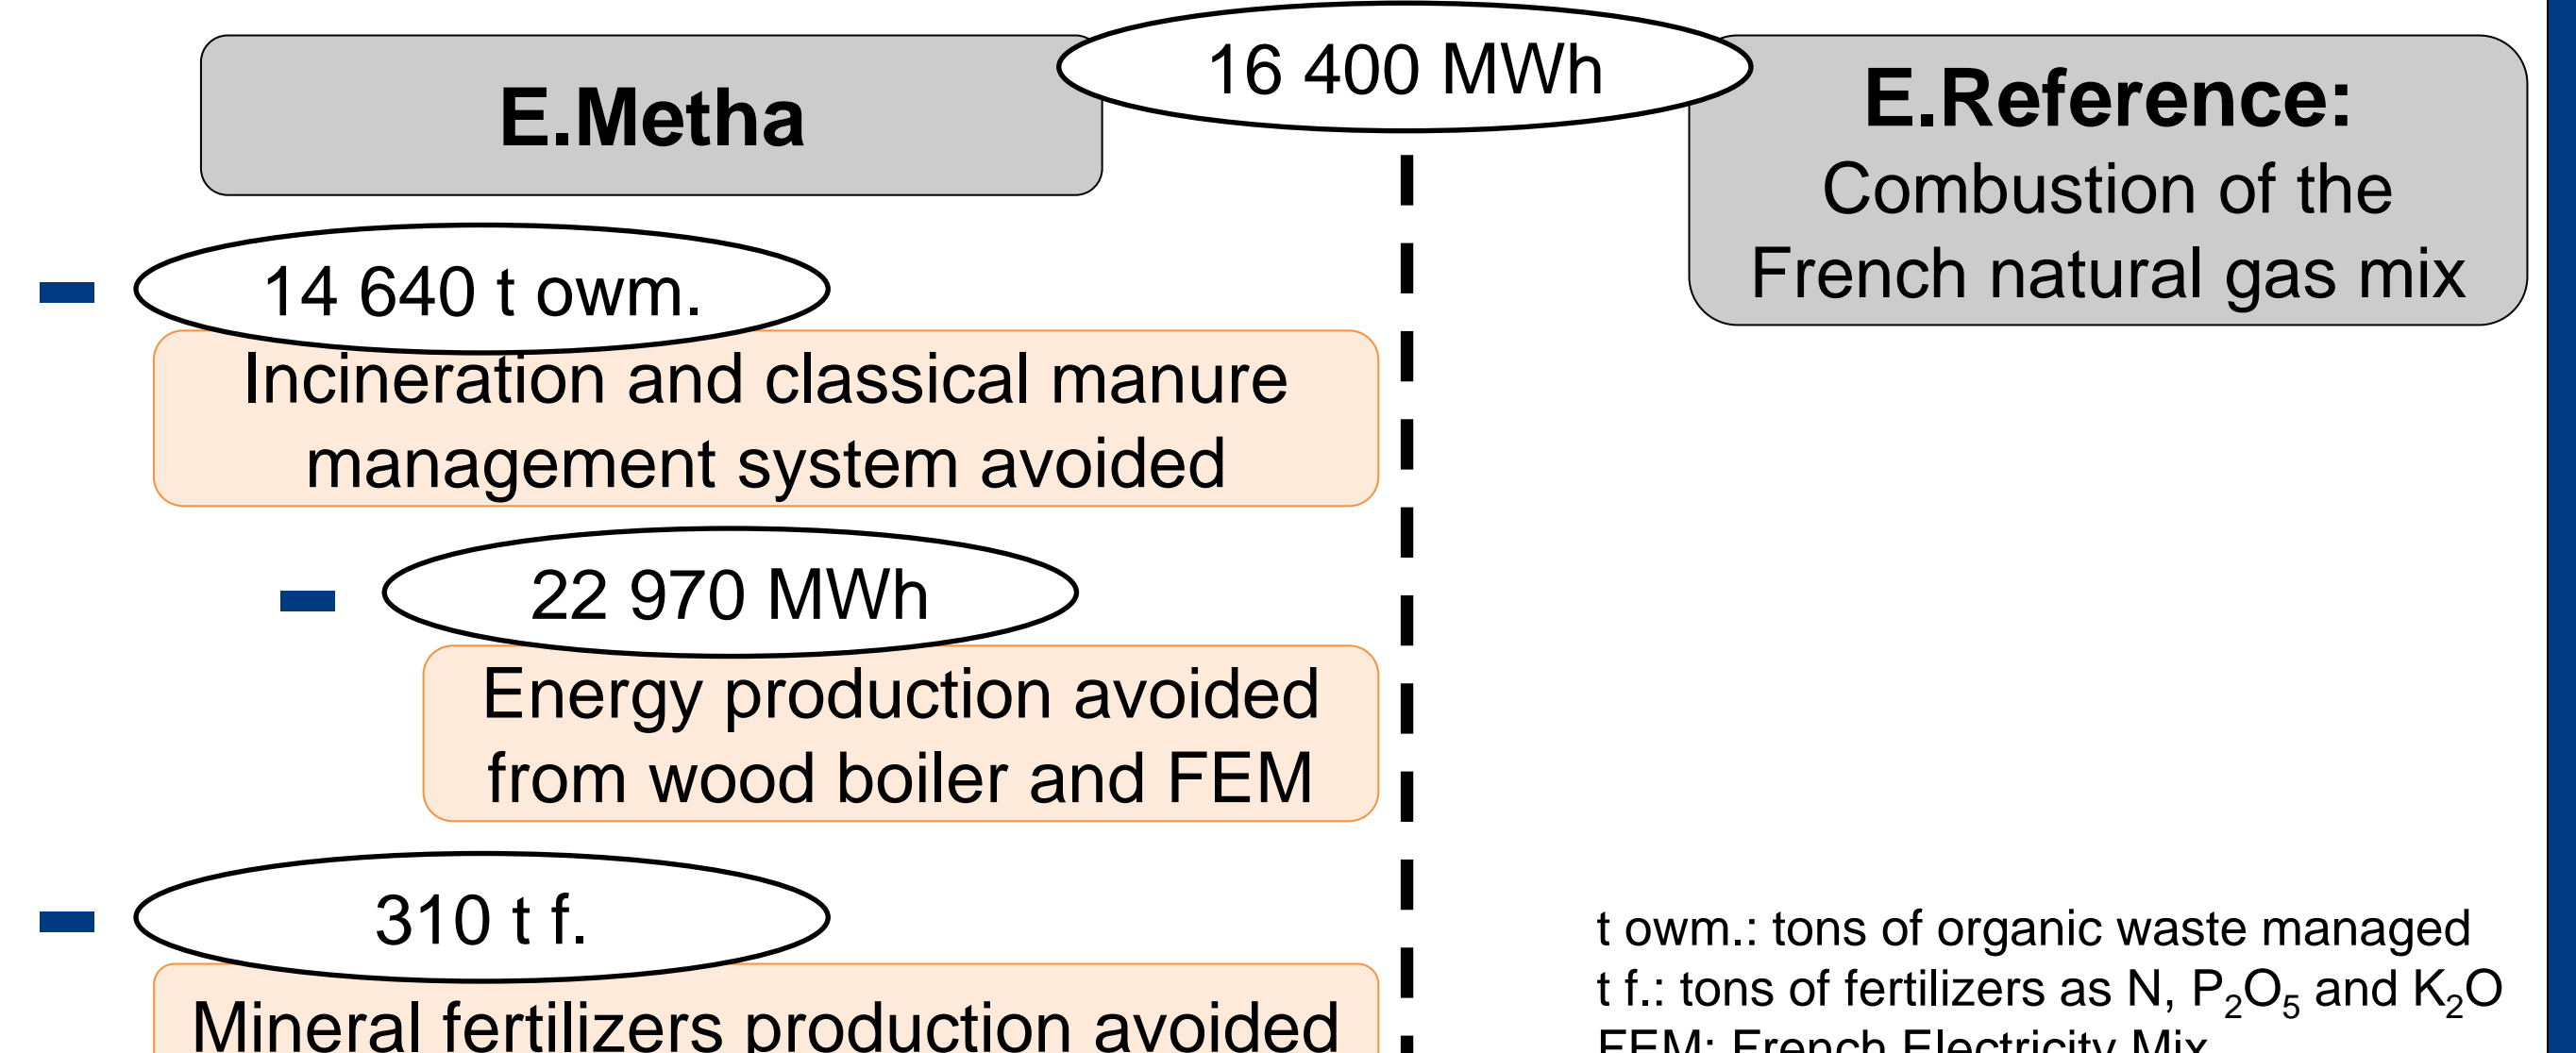 16 400 MWh
E.Metha
E.Reference:
Combustion of the
French natural gas mix
14 640 t owm.
Incineration and classical manure
management system avoided
22 970 MWh
Energy production avoided
from wood boiler and FEM
310 t f.
Mineral fertilizers production avoided
t owm.: tons of organic waste managed
t f.: tons of fertilizers as N, P₂O₅ and K₂O
FEM: French Electricity Mix